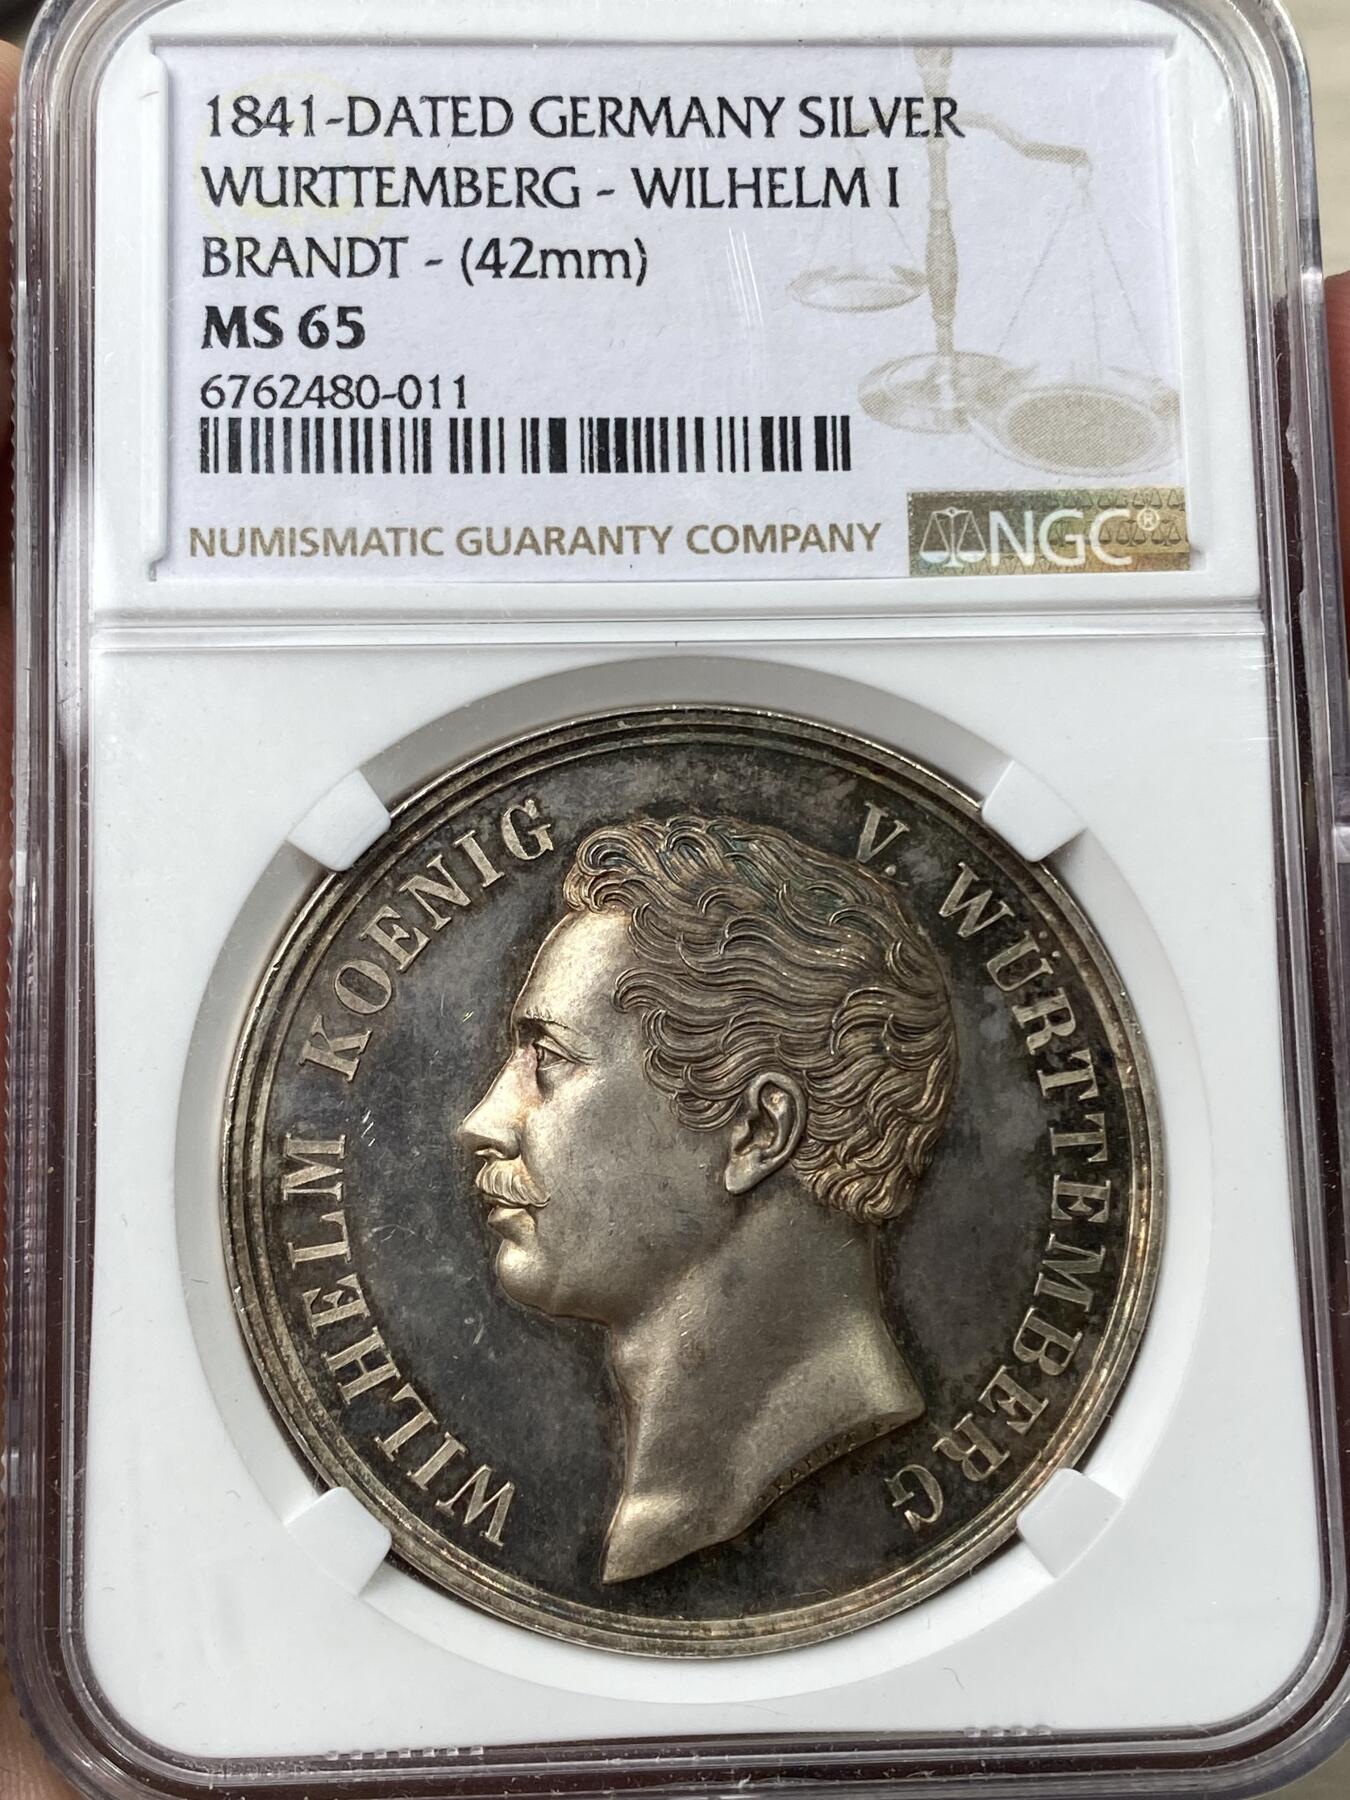 1841-DATED GERMANY SILVER
WURTTEMBERG - WILHELM I
BRANDT - (42mm)
MS 65
6762480-011
NUMISMATIC GUARANTY COMPANY
NGC®
WILHELM KOENIG V. WÜRTTEMBERG